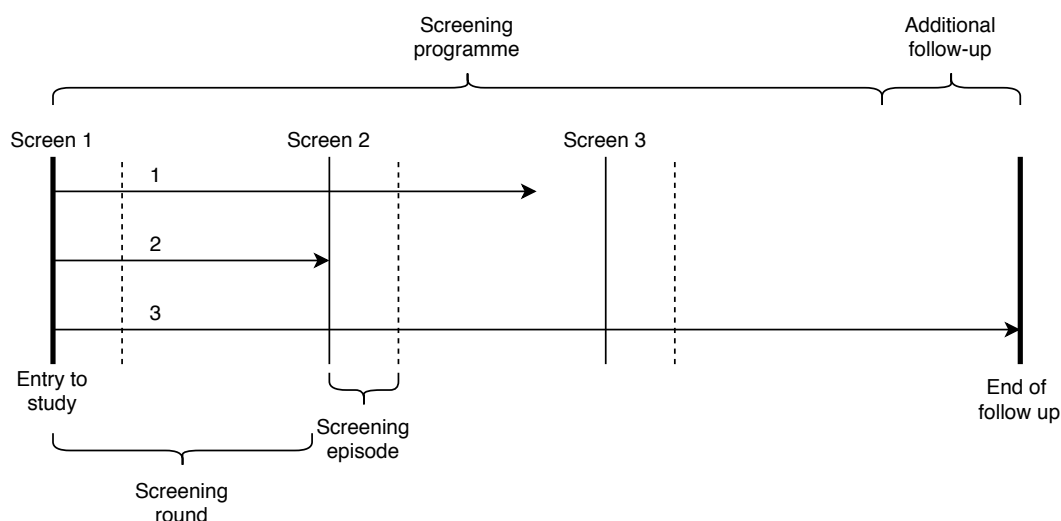 Screening
programme
Additional
follow-up
Screen 1
Screen 2
Screen 3
1
2
3
Entry to
study
Screening
episode
End of
follow up
Screening
round